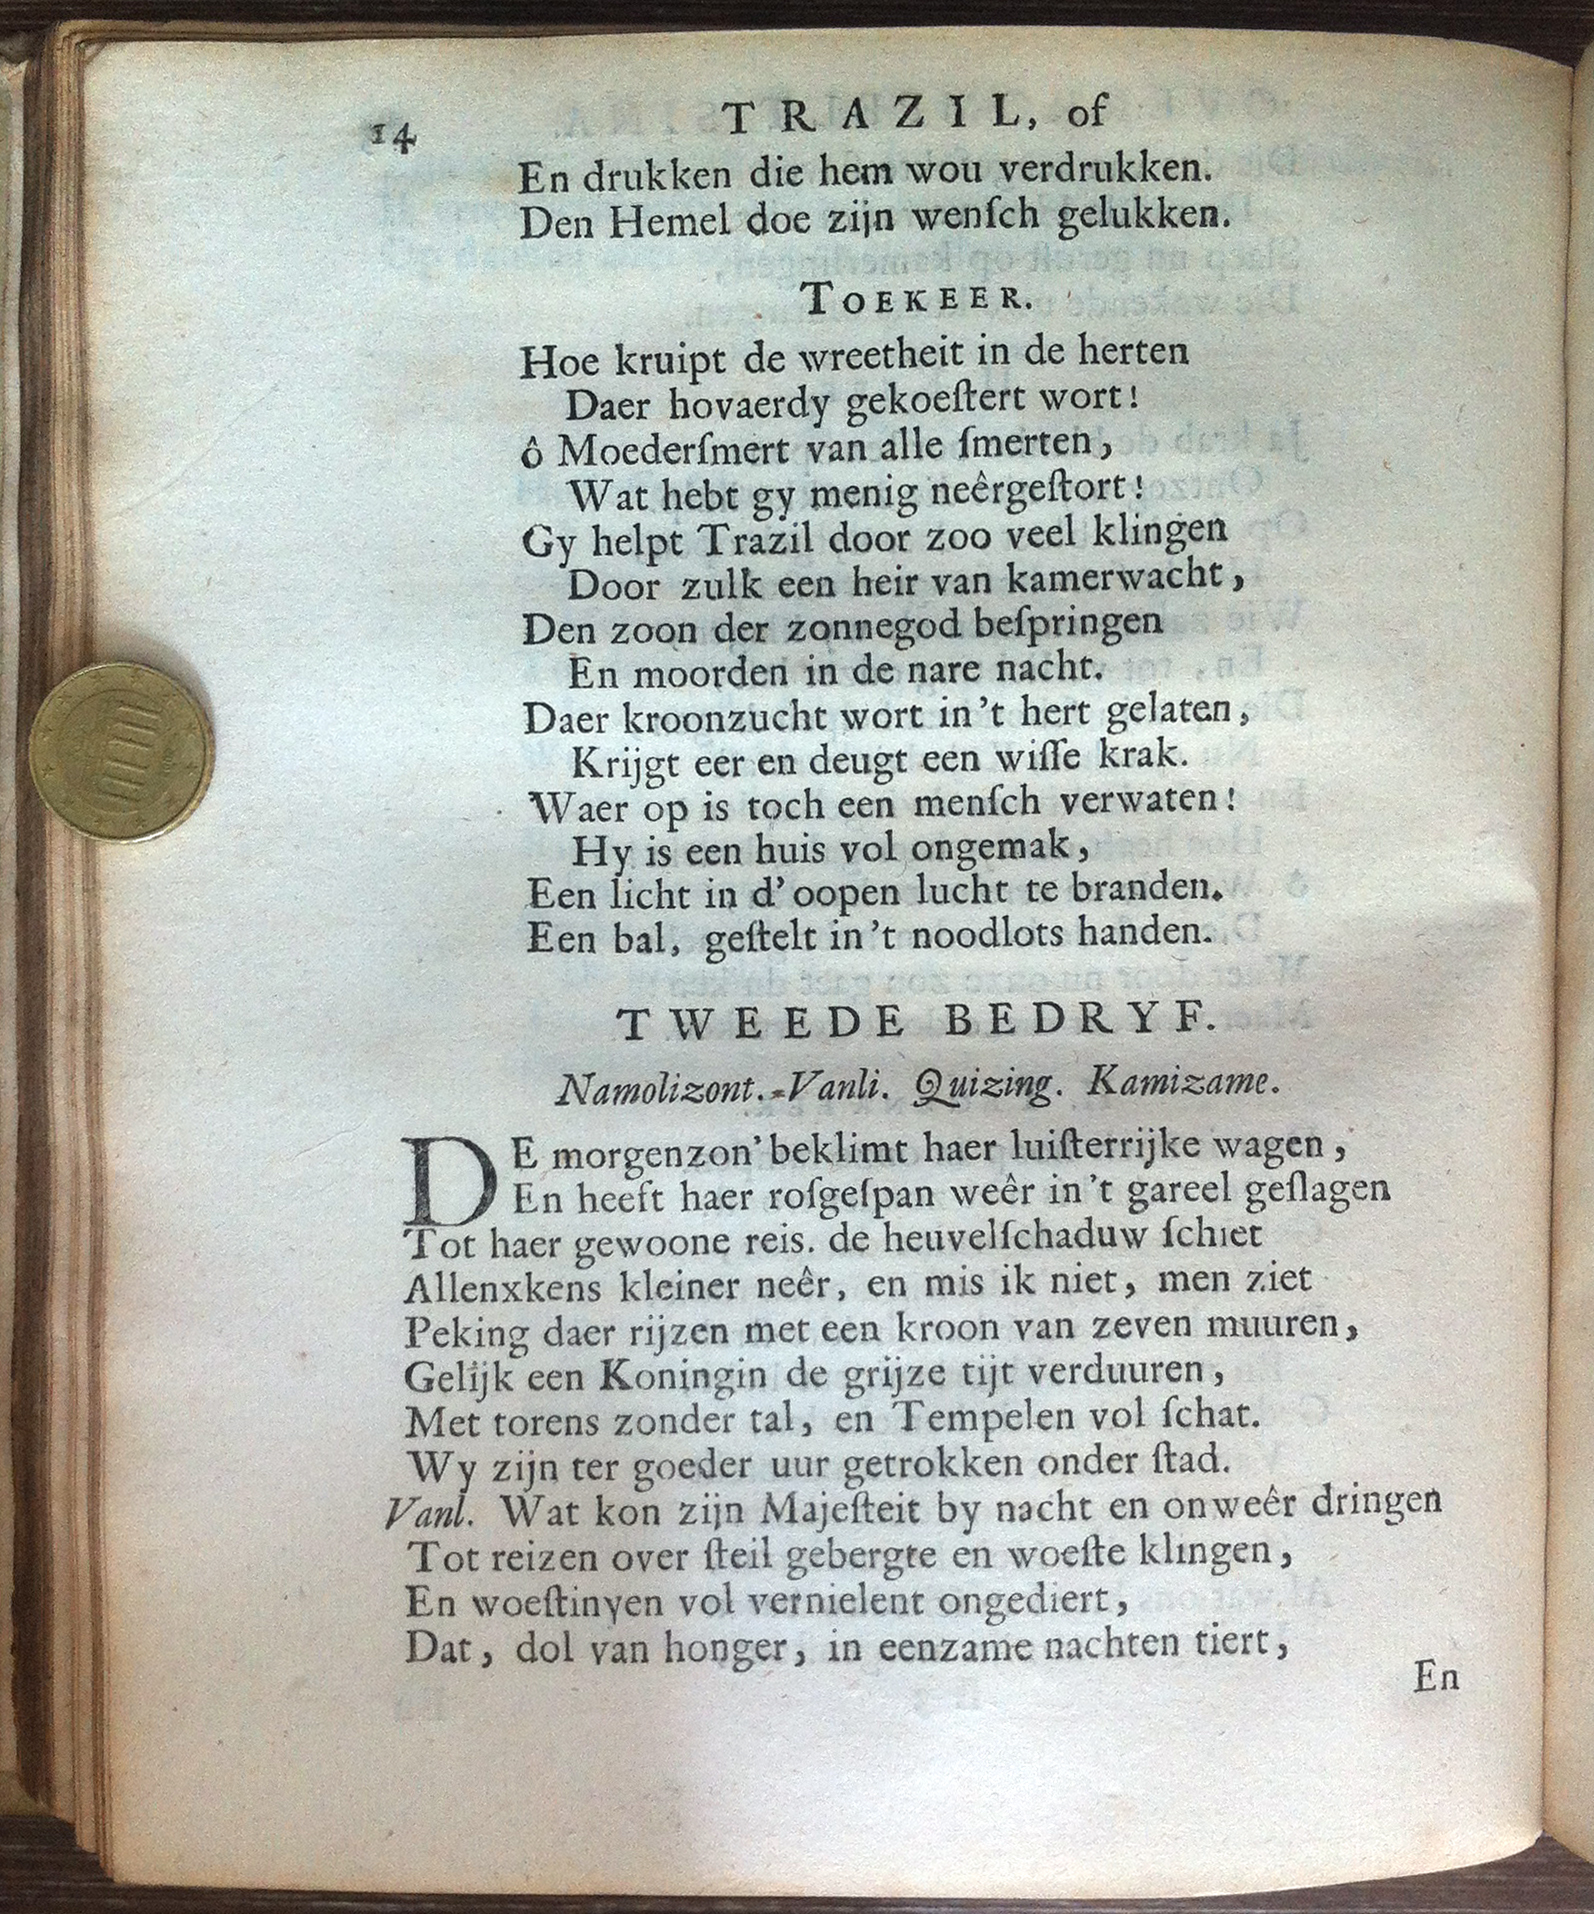 14
TRAZIL, of
En drukken die hem wou verdrukken.
Den Hemel doe zijn wenſch gelukken.
TOEKEER.
Hoe kruipt de wreetheit in de herten
Daer hovaerdy gekoeſtert wort!
ô Moederſmert van alle ſmerten,
Wat hebt gy menig neêrgeſtort!
Gy helpt Trazil door zoo veel klingen
Door zulk een heir van kamerwacht,
Den zoon der zonnegod beſpringen
En moorden in de nare nacht.
Daer kroonzucht wort in 't hert gelaten,
Krijgt eer en deugt een wiſſe krak.
Waer op is toch een menſch verwaten!
Hy is een huis vol ongemak,
Een licht in d' oopen lucht te branden.
Een bal, geſtelt in 't noodlots handen.
TWEEDE BEDRYF.
Namolizont. Vanli. Quizing. Kamizame.
DE morgenzon' beklimt haer luiſterrijke wagen,
En heeft haer roſgeſpan weêr in 't gareel geſlagen
Tot haer gewoone reis. de heuvelſchaduw ſchiet
Allenxkens kleiner neêr, en mis ik niet, men ziet
Peking daer rijzen met een kroon van zeven muuren,
Gelijk een Koningin de grijze tijt verduuren,
Met torens zonder tal, en Tempelen vol ſchat.
Wy zijn ter goeder uur getrokken onder ſtad.
Vanl. Wat kon zijn Majeſteit by nacht en onweêr dringen
Tot reizen over ſteil gebergte en woeſte klingen,
En woeſtinyen vol vernielent ongediert,
Dat, dol van honger, in eenzame nachten tiert,
En